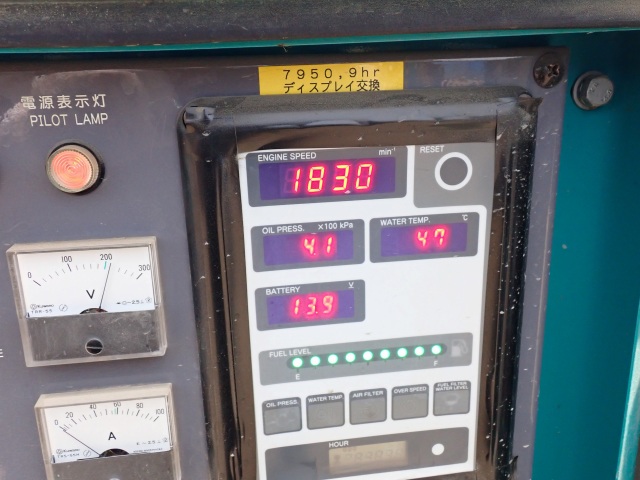 7950,9hr
ディスプレイ交換
電源表示灯
PILOT LAMP
ENGINE SPEED
min-1
RESET
1830
OIL PRESS.
×100 kPa
WATER TEMP.
℃
4.1
47
0
100
200
300
V
BATTERY
V
13.9
FUEL LEVEL
E
F
OIL PRESS.
WATER TEMP
AIR FILTER
OVER SPEED
FUEL FILTER
WATER LEVEL
0
20
40
60
80
100
A
HOUR